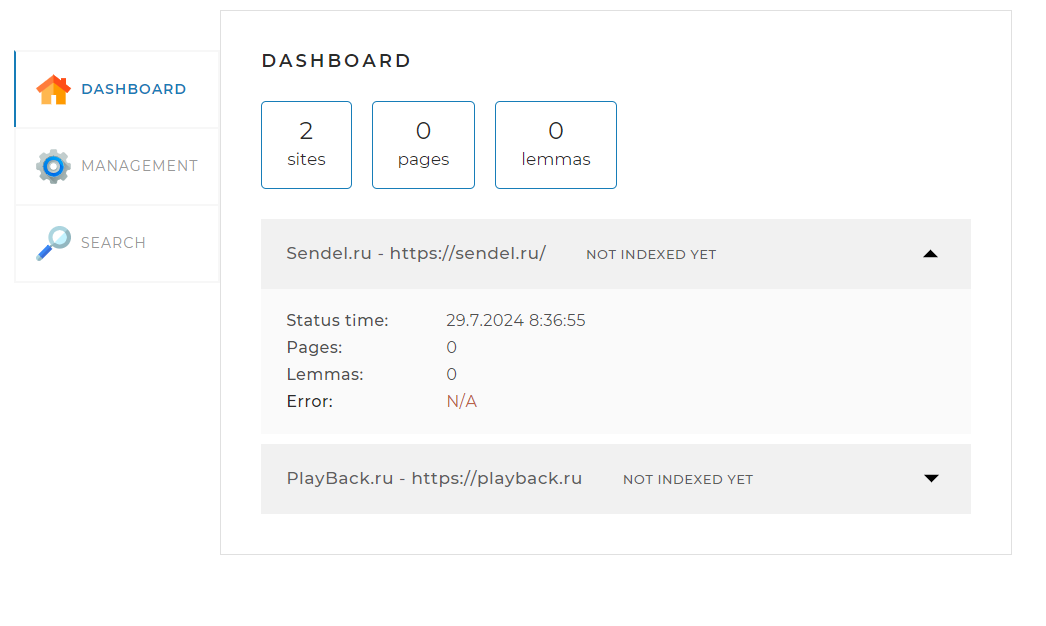 DASHBOARD
MANAGEMENT
SEARCH
DASHBOARD
2
sites
0
pages
0
lemmas
Sendel.ru - https://sendel.ru/ NOT INDEXED YET
Status time: 29.7.2024 8:36:55
Pages: 0
Lemmas: 0
Error: N/A
PlayBack.ru - https://playback.ru NOT INDEXED YET